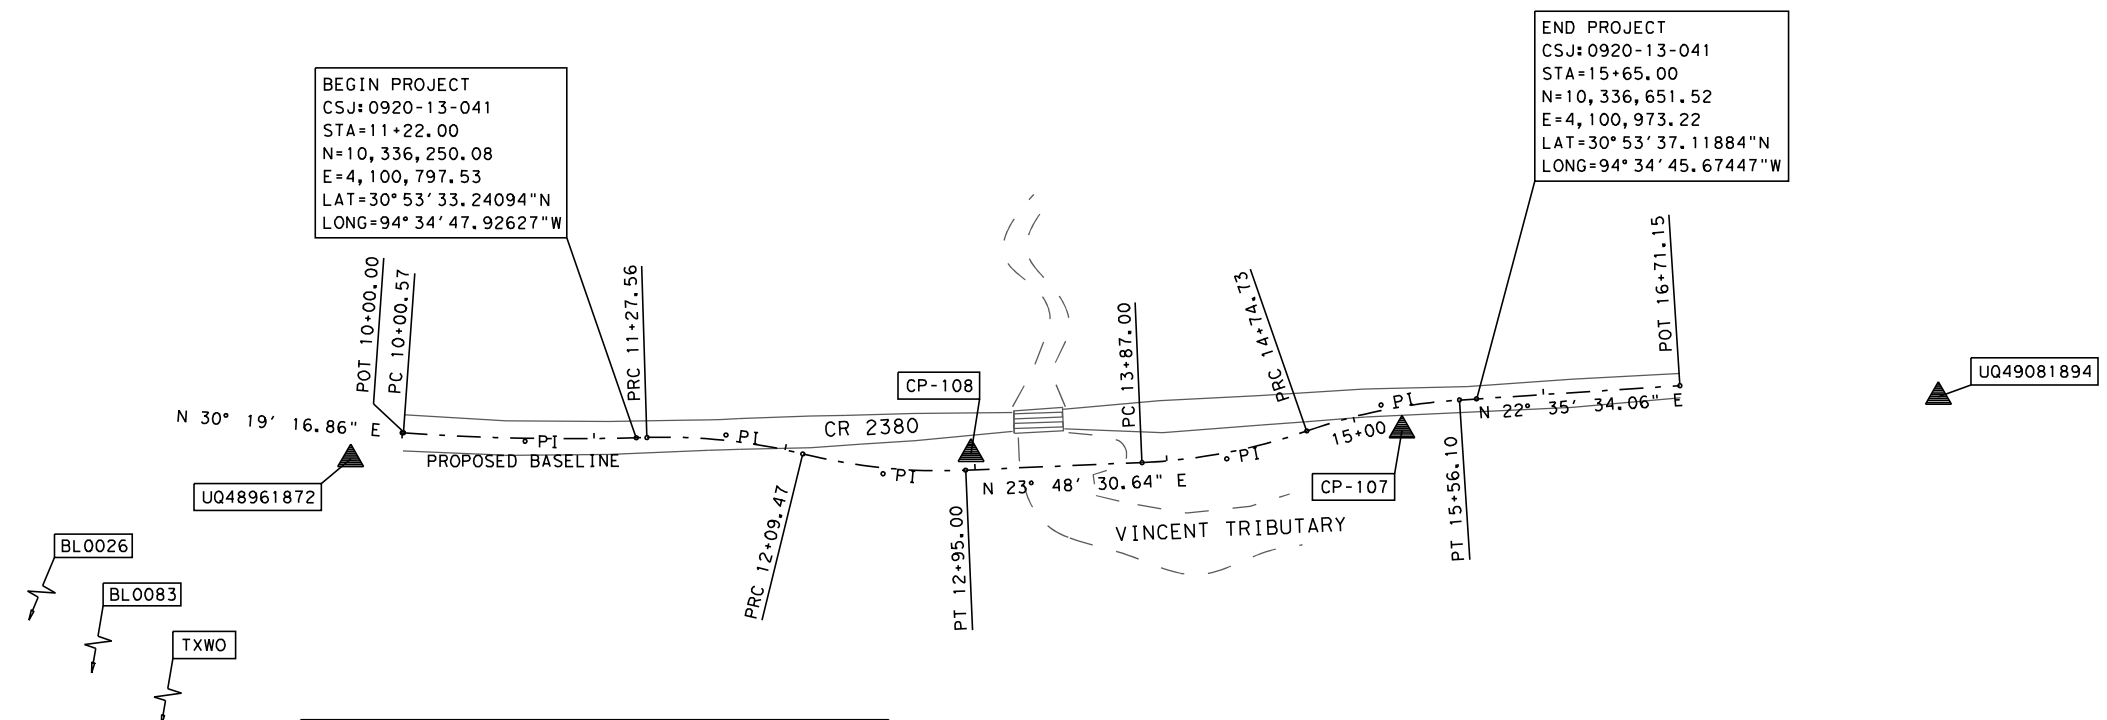 BEGIN PROJECT
CSJ:0920-13-041
STA=11+22.00
N=10,336,250.08
E=4,100,797.53
LAT=30°53'33.24094"N
LONG=94°34'47.92627"W
END PROJECT
CSJ:0920-13-041
STA=15+65.00
N=10,336,651.52
E=4,100,973.22
LAT=30°53'37.11884"N
LONG=94°34'45.67447"W
POT 10+00.00
PC 10+00.57
PRC 11+27.56
PC 13+87.00
PRC 14+74.73
POT 16+71.15
CP-108
UQ49081894
N 30° 19' 16.86" E
PI
PI
CR 2380
PI
N 22° 35' 34.06" E
15+00
PROPOSED BASELINE
PI
PI
N 23° 48' 30.64" E
CP-107
UQ48961872
PRC 12+09.47
PT 12+95.00
VINCENT TRIBUTARY
PT 15+56.10
BL0026
BL0083
TXWO